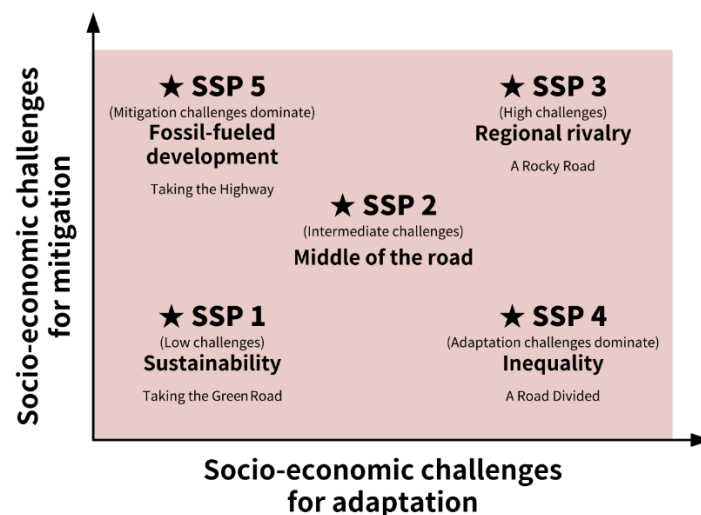 Socio-economic challenges
for mitigation
★ SSP 5
(Mitigation challenges dominate)
Fossil-fueled
development
Taking the Highway
★ SSP 3
(High challenges)
Regional rivalry
A Rocky Road
★ SSP 2
(Intermediate challenges)
Middle of the road
★ SSP 1
(Low challenges)
Sustainability
Taking the Green Road
★ SSP 4
(Adaptation challenges dominate)
Inequality
A Road Divided
Socio-economic challenges
for adaptation